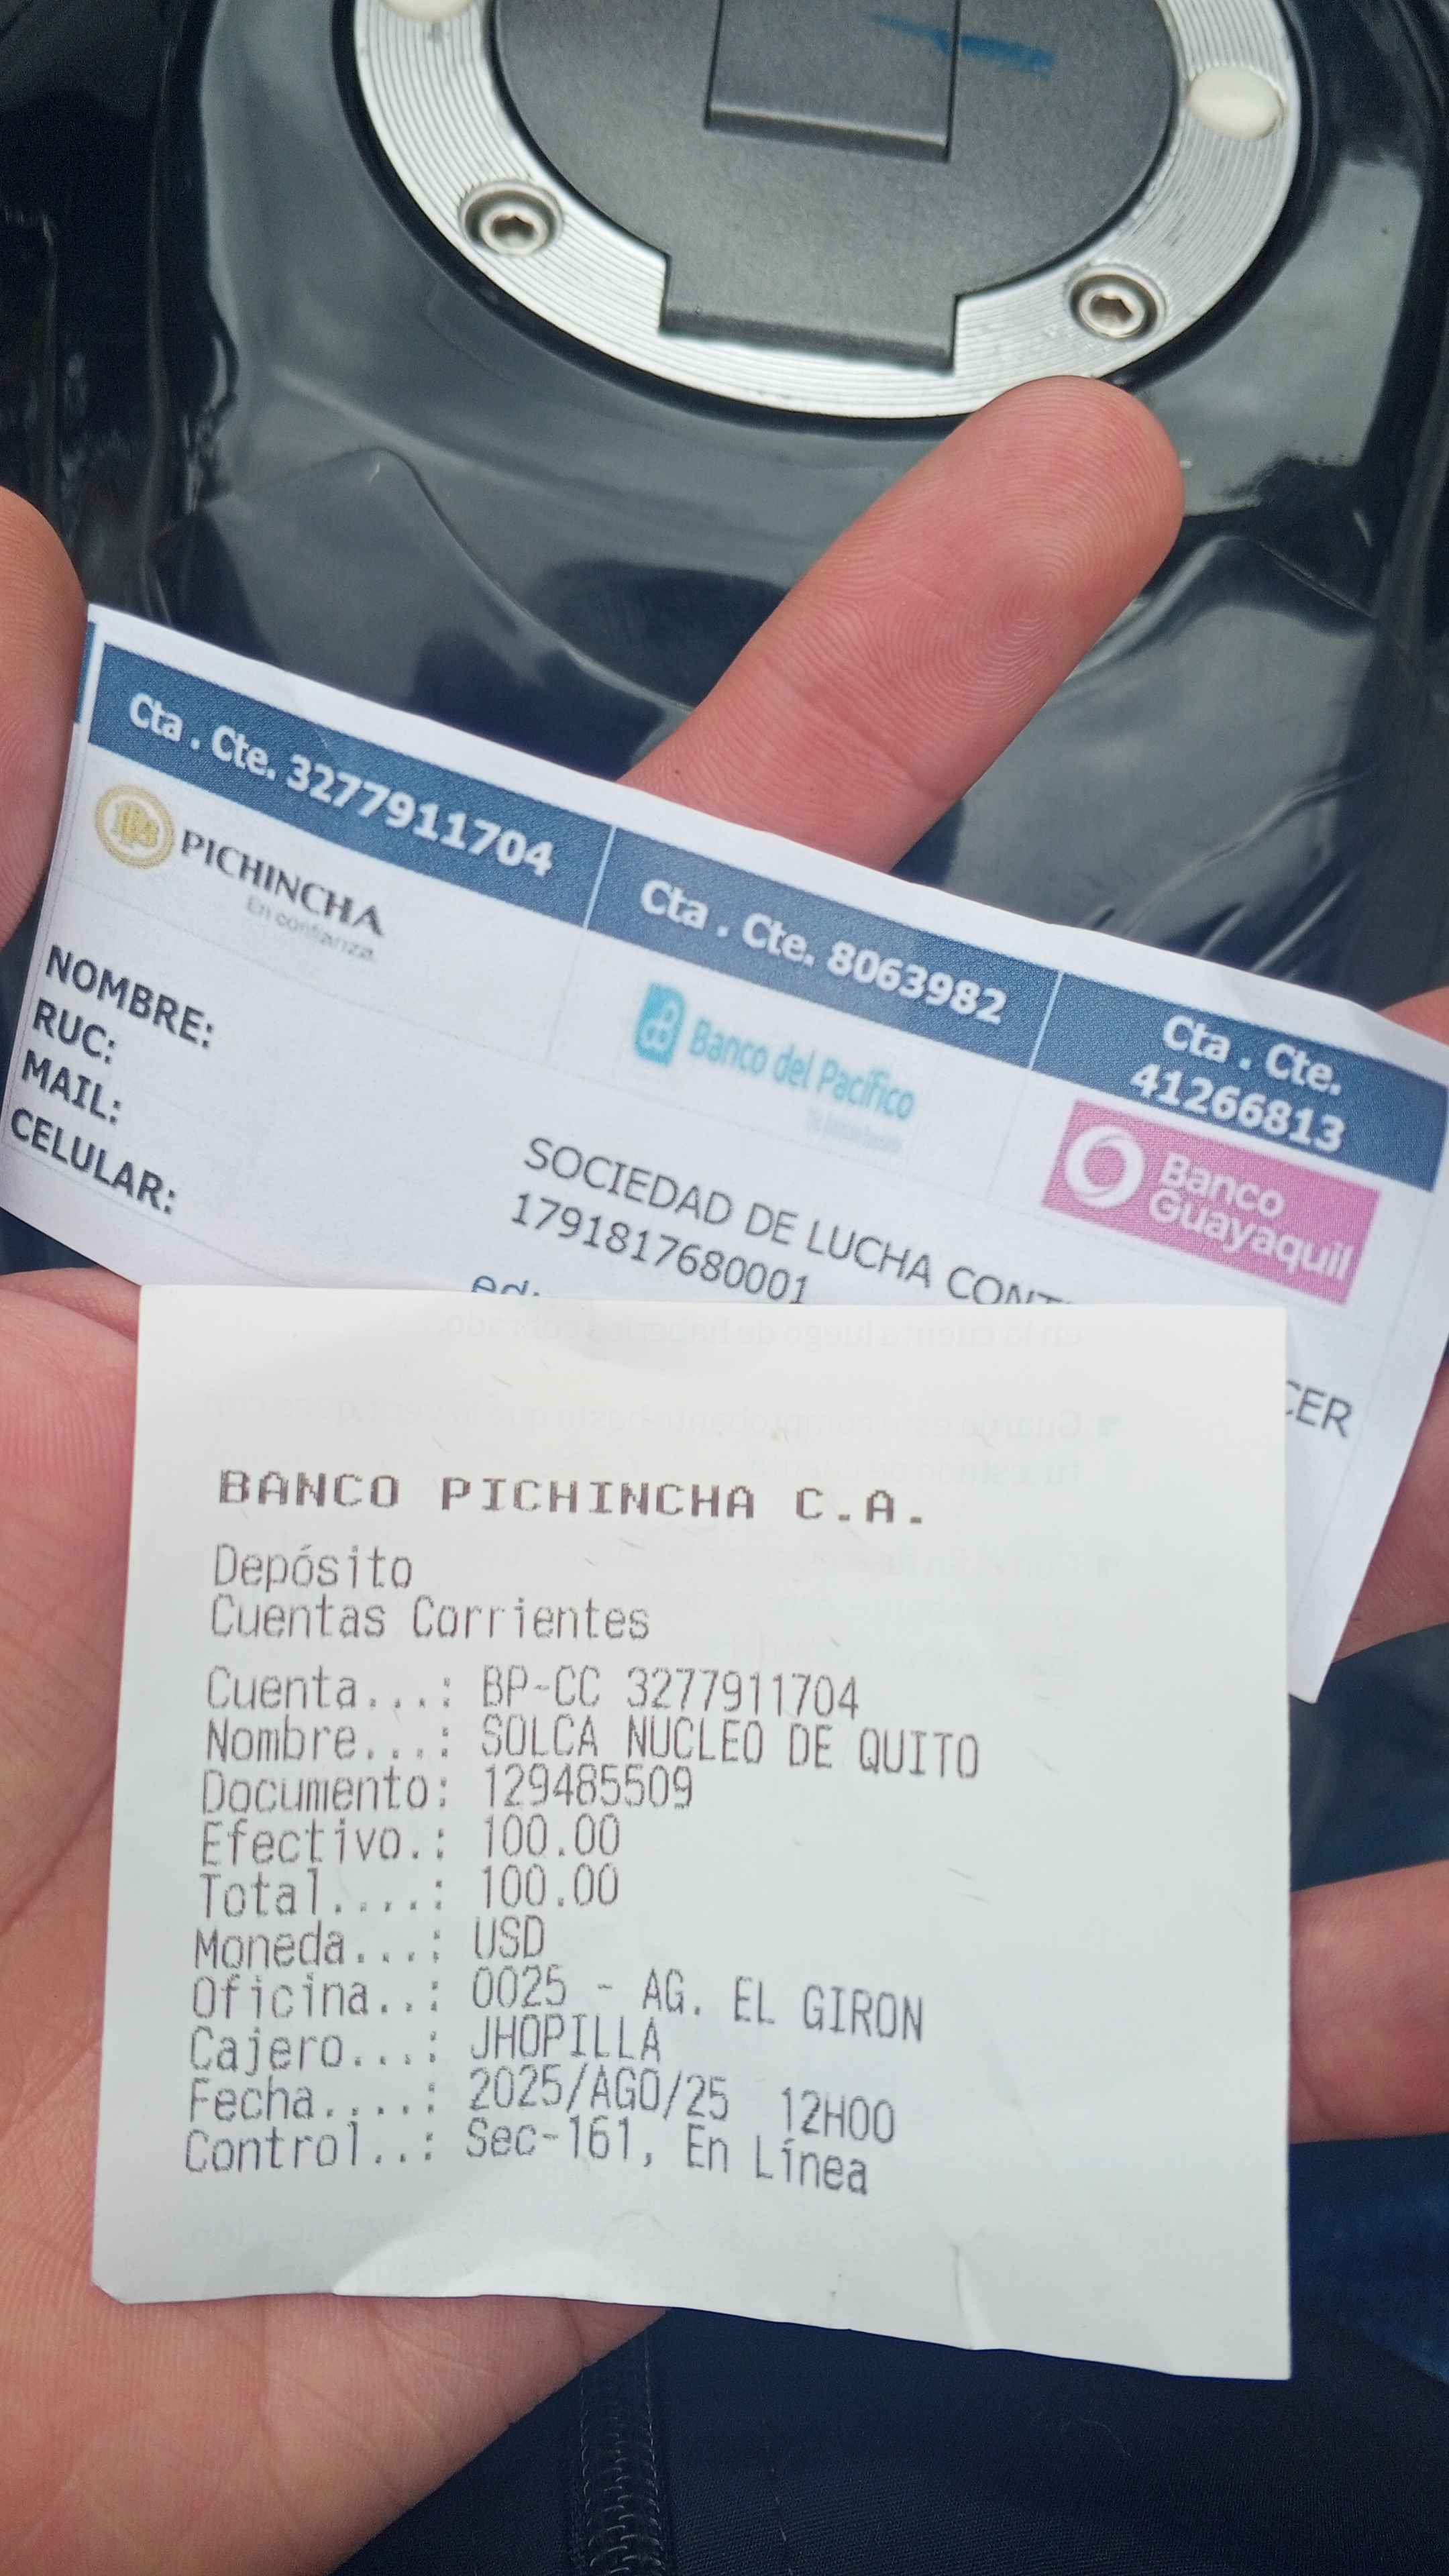 Cta . Cte. 3277911704
PICHINCHA
En confianza
Cta . Cte. 8063982
Banco del Pacífico
Cta . Cte.
41266813
Banco
Guayaquil
NOMBRE:
RUC:
MAIL:
CELULAR:
SOCIEDAD DE LUCHA CONT
CER
1791817680001
BANCO PICHINCHA C.A.
Depósito
Cuentas Corrientes
Cuenta...: BP-CC 3277911704
Nombre...: SOLCA NUCLEO DE QUITO
Documento: 129485509
Efectivo.: 100.00
Total....: 100.00
Moneda...: USD
Oficina..: 0025 - AG. EL GIRON
Cajero...: JHOPILLA
Fecha....: 2025/AGO/25 12H00
Control..: Sec-161, En Línea